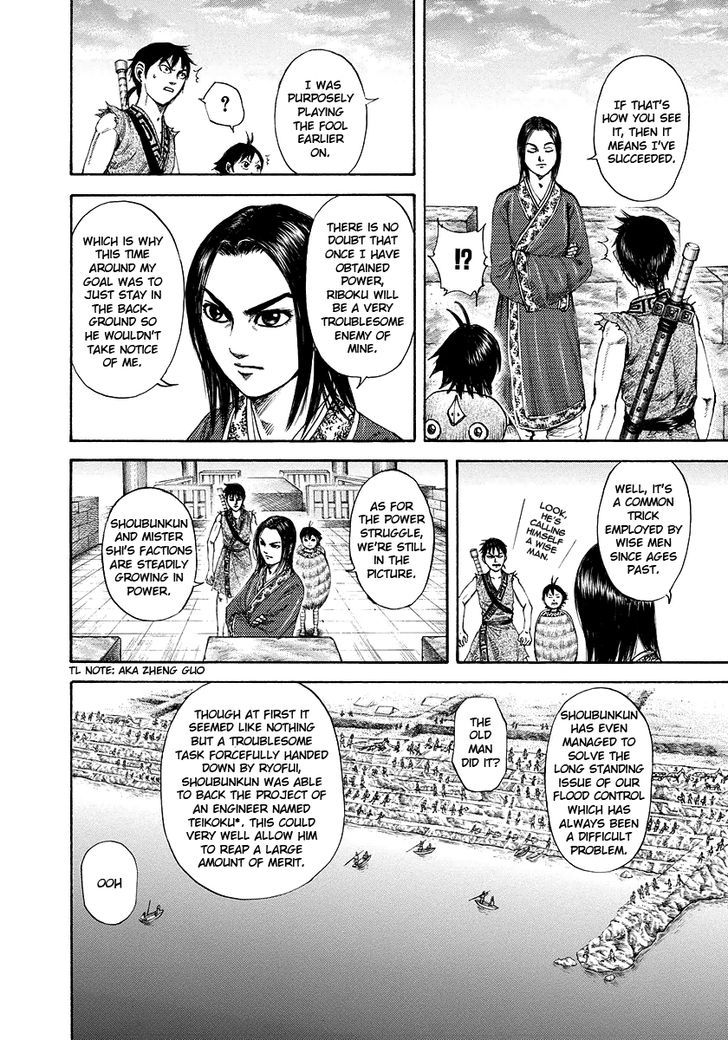 IF THAT'S
HOW YOU SEE
IT, THEN IT
MEANS I'VE
SUCCEEDED.
!?
I WAS
PURPOSELY
PLAYING
THE FOOL
EARLIER
ON.
?
THERE IS NO
DOUBT THAT
ONCE I HAVE
OBTAINED
POWER,
RIBOKU WILL
BE A VERY
TROUBLESOME
ENEMY OF
MINE.
WHICH IS WHY
THIS TIME
AROUND MY
GOAL WAS TO
JUST STAY IN
THE BACK-
GROUND SO
HE WOULDN'T
TAKE NOTICE
OF ME.
WELL, IT'S
A COMMON
TRICK
EMPLOYED BY
WISE MEN
SINCE AGES
PAST.
LOOK,
HE'S
CALLING
HIMSELF
A WISE
MAN.
AS FOR
THE POWER
STRUGGLE,
WE'RE STILL
IN THE
PICTURE.
SHOUBUNKUN
AND MISTER
SHI'S FACTIONS
ARE STEADILY
GROWING IN
POWER.
TL NOTE: AKA ZHENG GUO
SHOUBUNKUN
HAS EVEN
MANAGED TO
SOLVE THE
LONG STANDING
ISSUE OF OUR
FLOOD CONTROL
WHICH HAS
ALWAYS BEEN
A DIFFICULT
PROBLEM.
THE
OLD
MAN
DID IT?
THOUGH AT FIRST IT
SEEMED LIKE NOTHING
BUT A TROUBLESOME
TASK FORCEFULLY HANDED
DOWN BY RYOFUI,
SHOUBUNKUN WAS ABLE
TO BACK THE PROJECT OF
AN ENGINEER NAMED
TEIKOKU*. THIS COULD
VERY WELL ALLOW HIM
TO REAP A LARGE
AMOUNT OF MERIT.
OOH